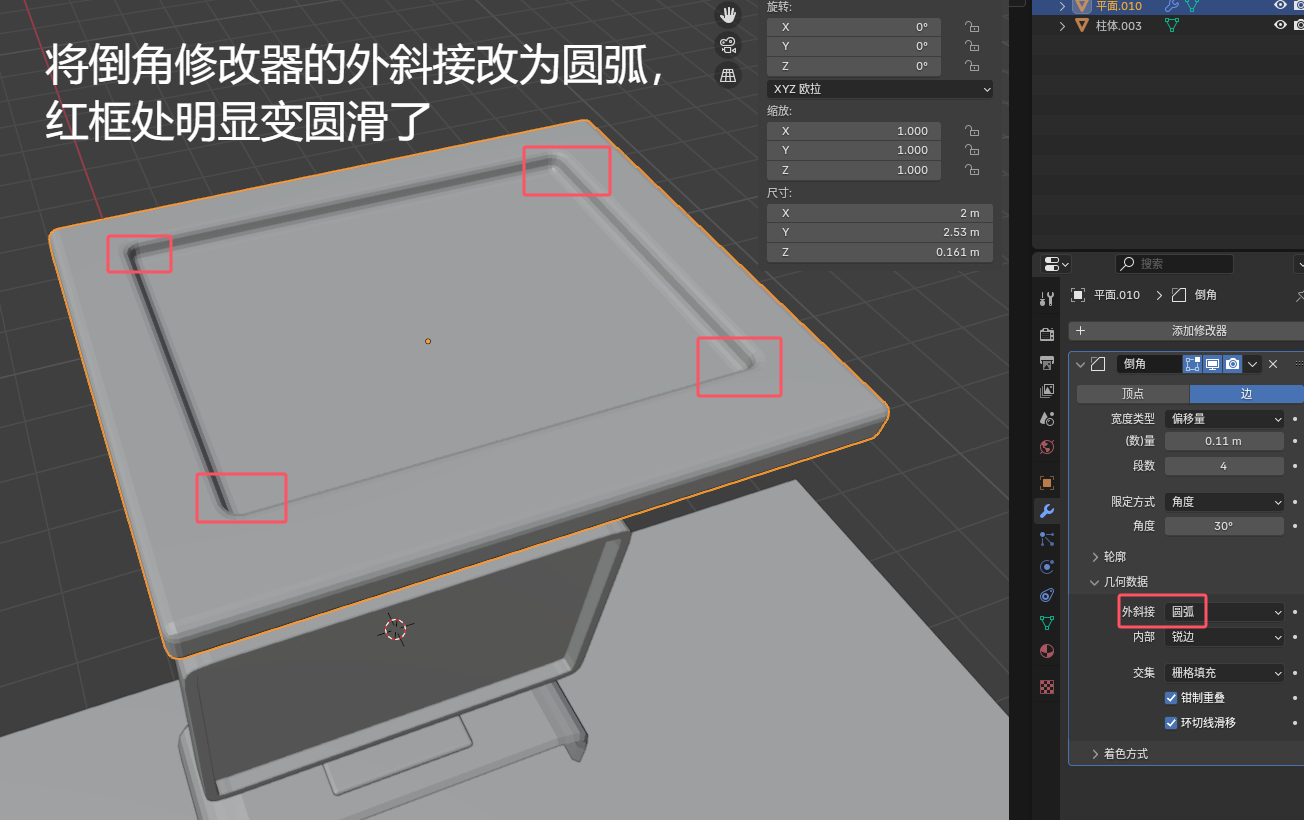 将倒角修改器的外斜接改为圆弧，
红框处明显变圆滑了
旋转:
X 0°
Y 0°
Z 0°
XYZ 欧拉
缩放:
X 1.000
Y 1.000
Z 1.000
尺寸:
X 2 m
Y 2.53 m
Z 0.161 m
平面.010
柱体.003
搜索
平面.010 倒角
添加修改器
倒角
顶点 边
宽度类型 偏移量
(数)量 0.11 m
段数 4
限定方式 角度
角度 30°
轮廓
几何数据
外斜接 圆弧
内部 锐边
交集 栅格填充
钳制重叠
环切线滑移
着色方式